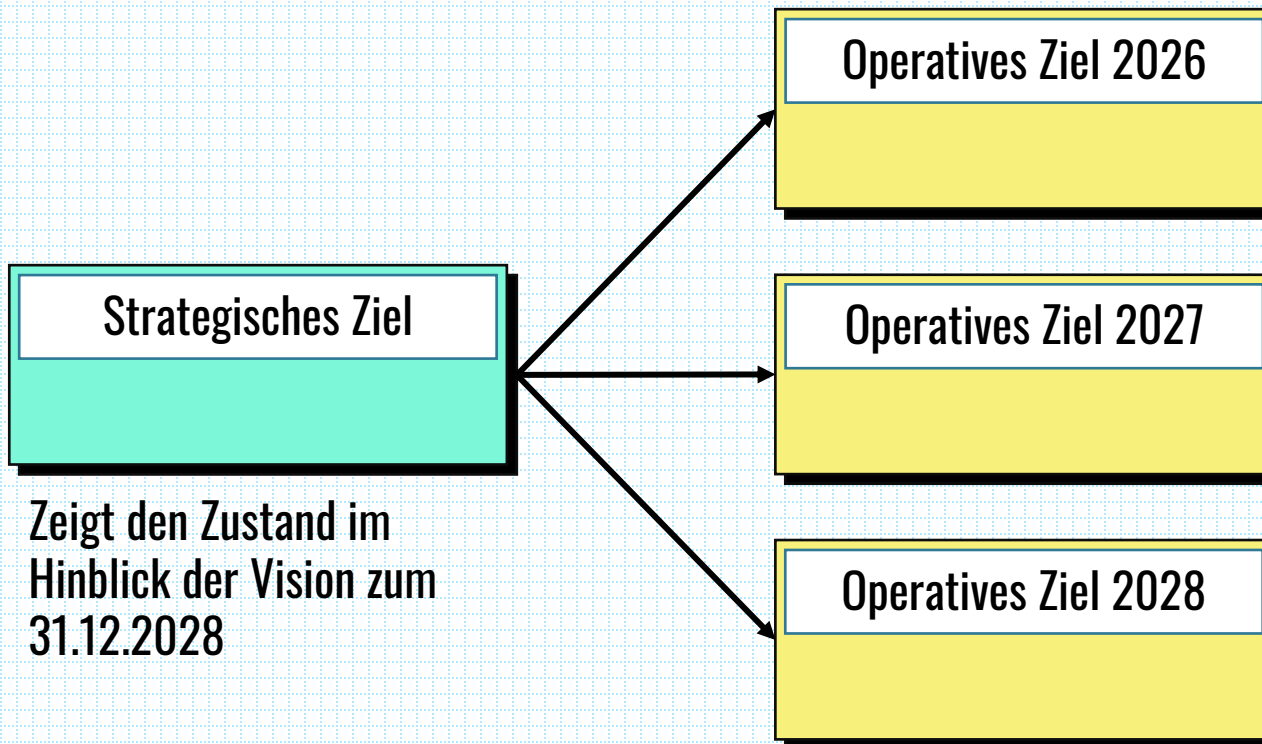 Operatives Ziel 2026
Strategisches Ziel
Operatives Ziel 2027
Zeigt den Zustand im
Hinblick der Vision zum
31.12.2028
Operatives Ziel 2028